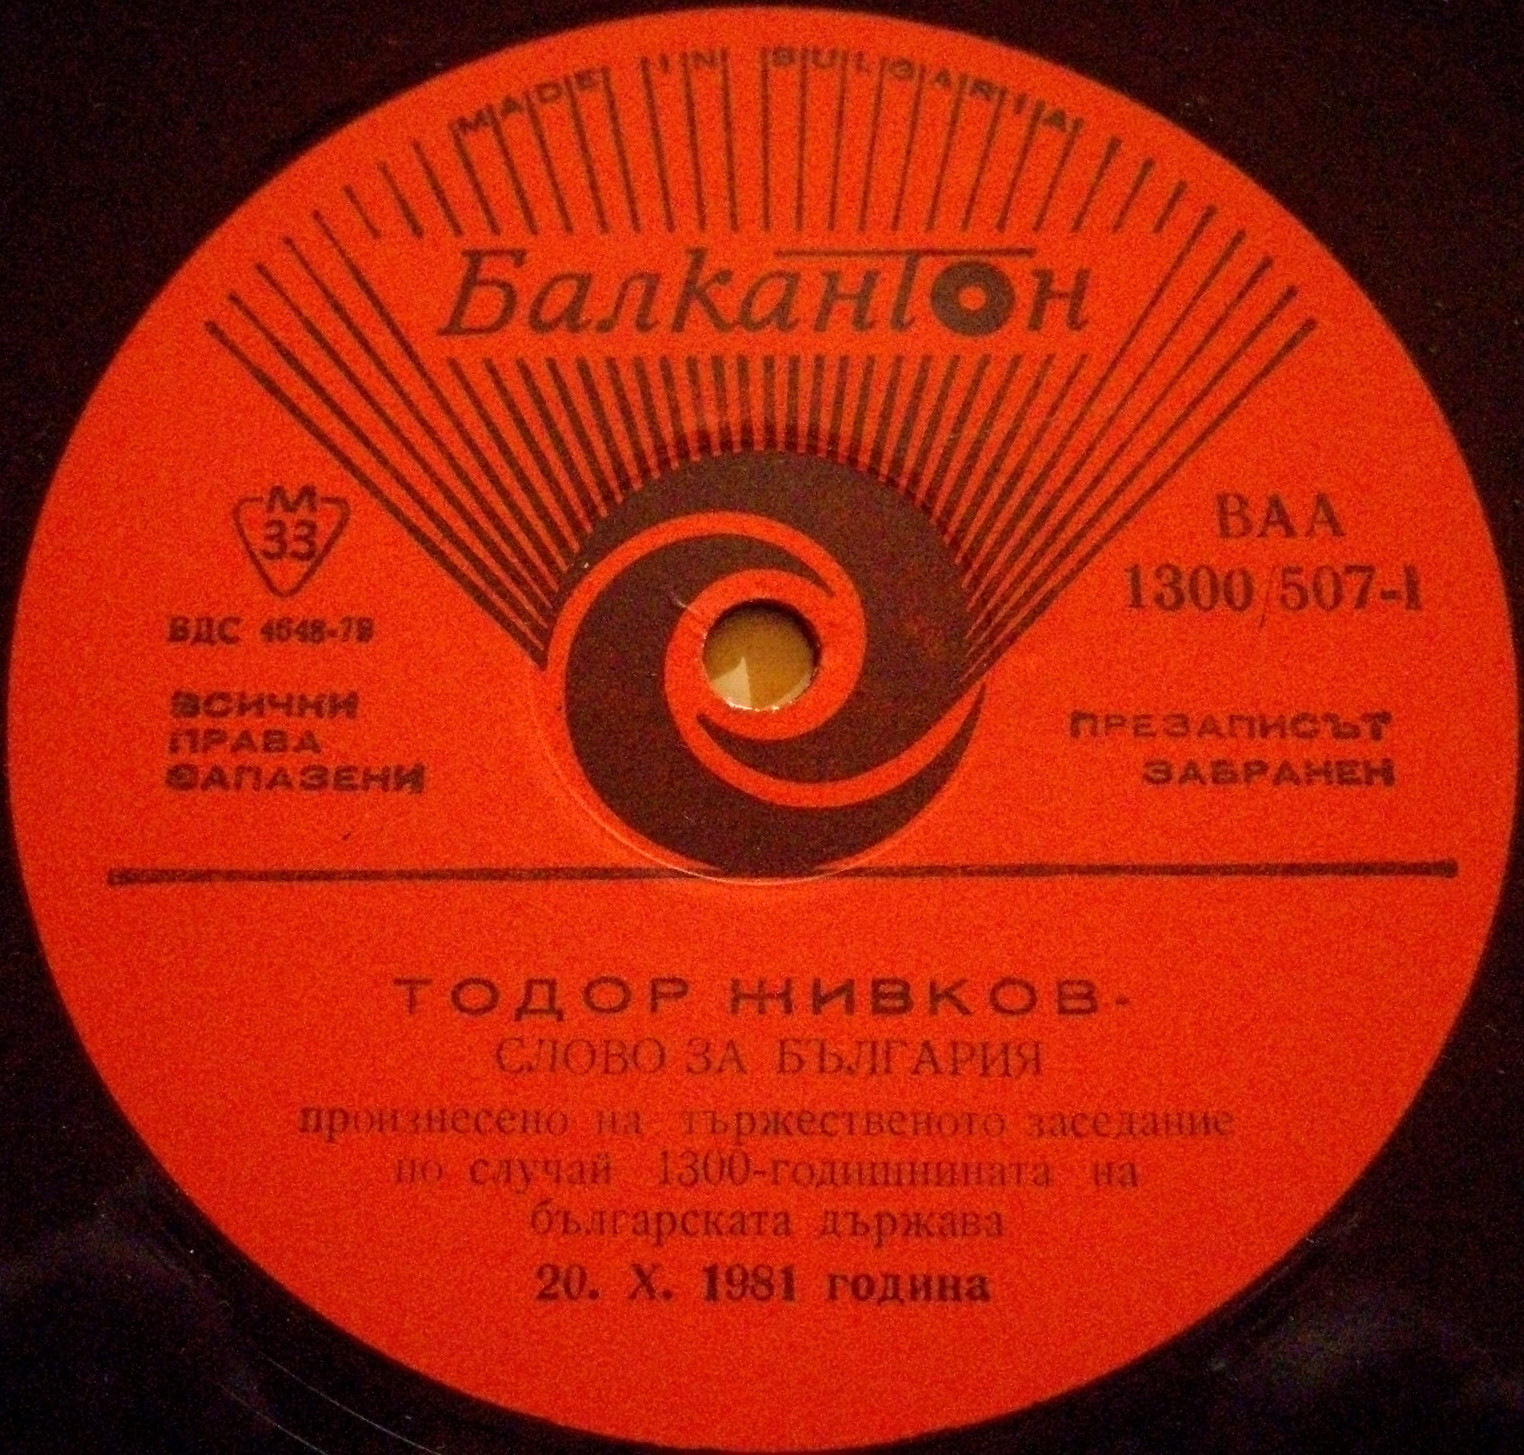 MADE IN BULGARIA
Балкантон
М
33
ВДС 4648-78
ВСИЧКИ
ПРАВА
ЗАПАЗЕНИ
ВАА
1300/507-1
ПРЕЗАПИСЪТ
ЗАБРАНЕН
ТОДОР ЖИВКОВ-
СЛОВО ЗА БЪЛГАРИЯ
произнесено на тържественото заседание
по случай 1300-годишнината на
българската държава
20. X. 1981 година